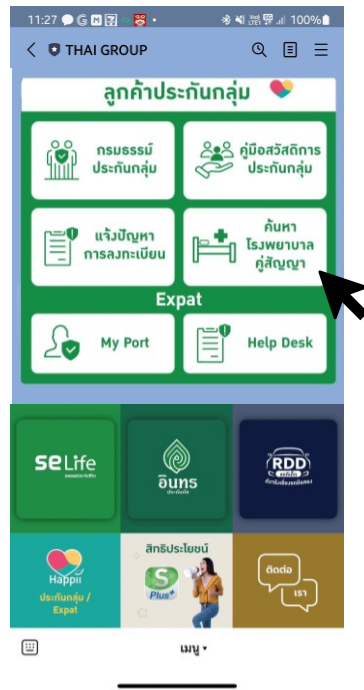 11:27 G M 100%
THAI GROUP
ลูกค้าประกันกลุ่ม
กรมธรรม์
ประกันกลุ่ม
คู่มือสวัสดิการ
ประกันกลุ่ม
แจ้งปัญหา
การลงทะเบียน
ค้นหา
โรงพยาบาล
คู่สัญญา
Expat
My Port
Help Desk
SE Life
อินทร
ประกันภัย
RDD
รถดีเด็ด
Happii
ประกันกลุ่ม /
Expat
สิทธิประโยชน์
S
Plus+
ติดต่อ
เรา
เมนู